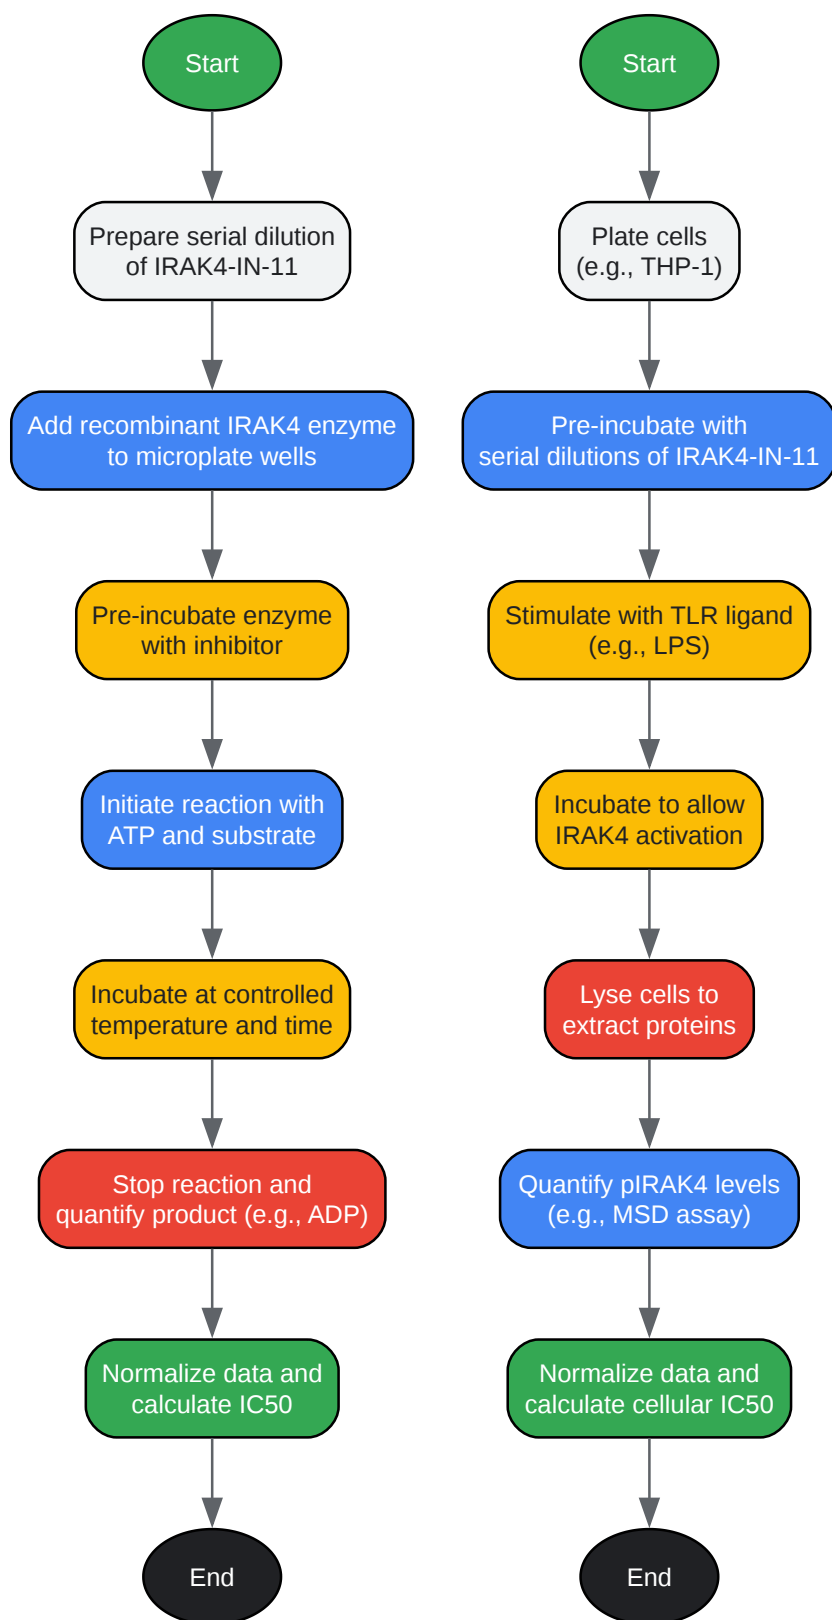 Start
Prepare serial dilution
of IRAK4-IN-11
Add recombinant IRAK4 enzyme
to microplate wells
Pre-incubate enzyme
with inhibitor
Initiate reaction with
ATP and substrate
Incubate at controlled
temperature and time
Stop reaction and
quantify product (e.g., ADP)
Normalize data and
calculate IC50
End
Start
Plate cells
(e.g., THP-1)
Pre-incubate with
serial dilutions of IRAK4-IN-11
Stimulate with TLR ligand
(e.g., LPS)
Incubate to allow
IRAK4 activation
Lyse cells to
extract proteins
Quantify pIRAK4 levels
(e.g., MSD assay)
Normalize data and
calculate cellular IC50
End